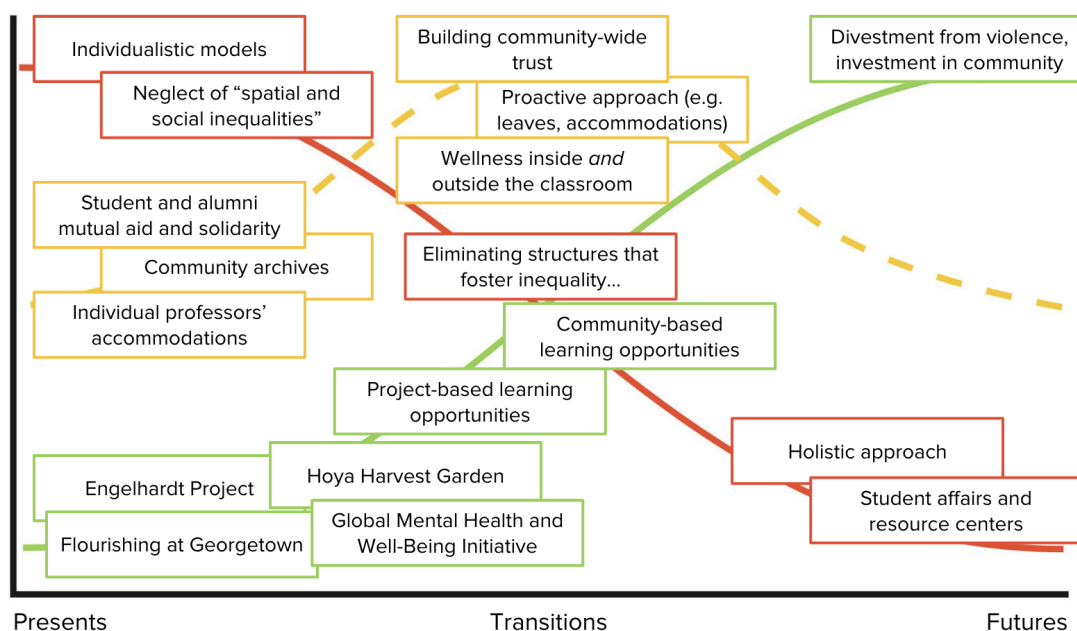 Individualistic models
Neglect of “spatial and
social inequalities”
Building community-wide
trust
Proactive approach (e.g.
leaves, accommodations)
Wellness inside and
outside the classroom
Divestment from violence,
investment in community
Student and alumni
mutual aid and solidarity
Community archives
Individual professors’
accommodations
Eliminating structures that
foster inequality...
Community-based
learning opportunities
Project-based learning
opportunities
Engelhardt Project
Hoya Harvest Garden
Flourishing at Georgetown
Global Mental Health and
Well-Being Initiative
Holistic approach
Student affairs and
resource centers
Presents
Transitions
Futures